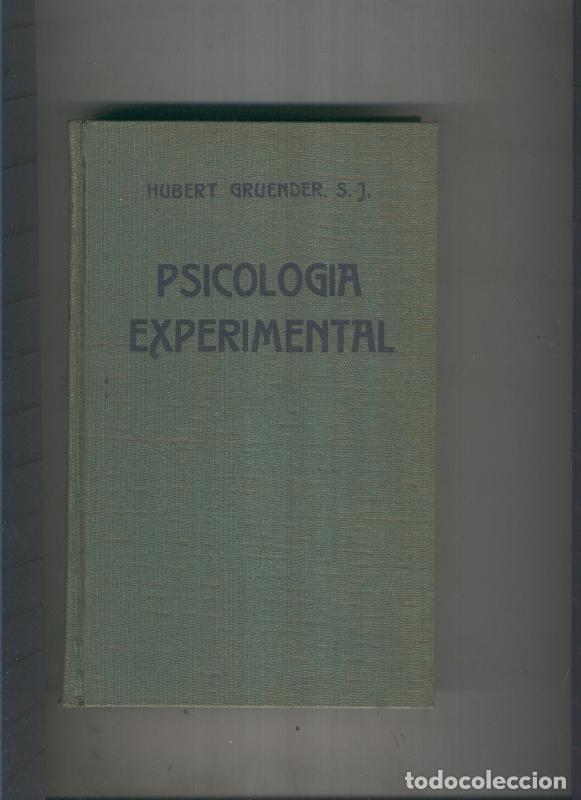 HUBERT GRUENDER, S. J.
PSICOLOGIA
EXPERIMENTAL
todocoleccion